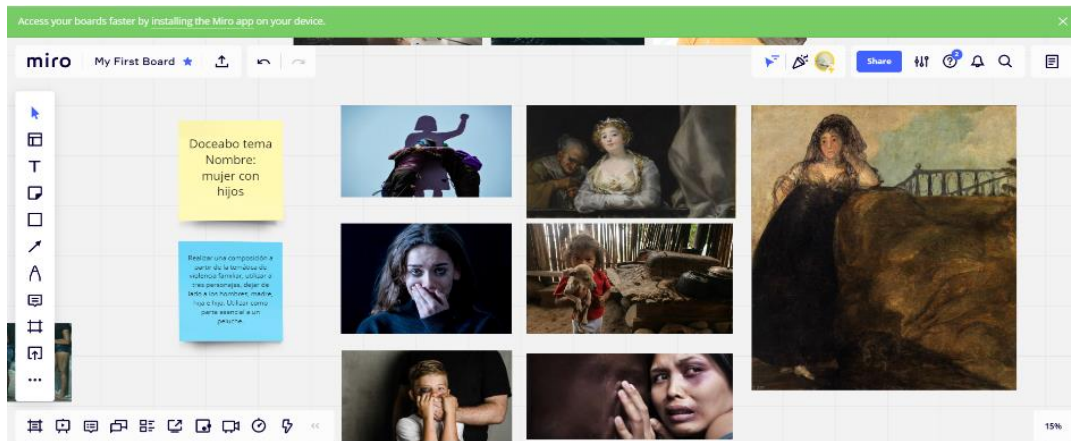 Access your boards faster by installing the Miro app on your device.
miro My First Board Share 2
Doceabo tema
Nombre:
mujer con
hijos
Realizar una composición a
partir de la temática de
violencia familiar, utilizar a
tres personajes, dejar de
lado a los hombres, madre,
hija e hijo. Utilizar como
parte esencial a un
peluche.
15%